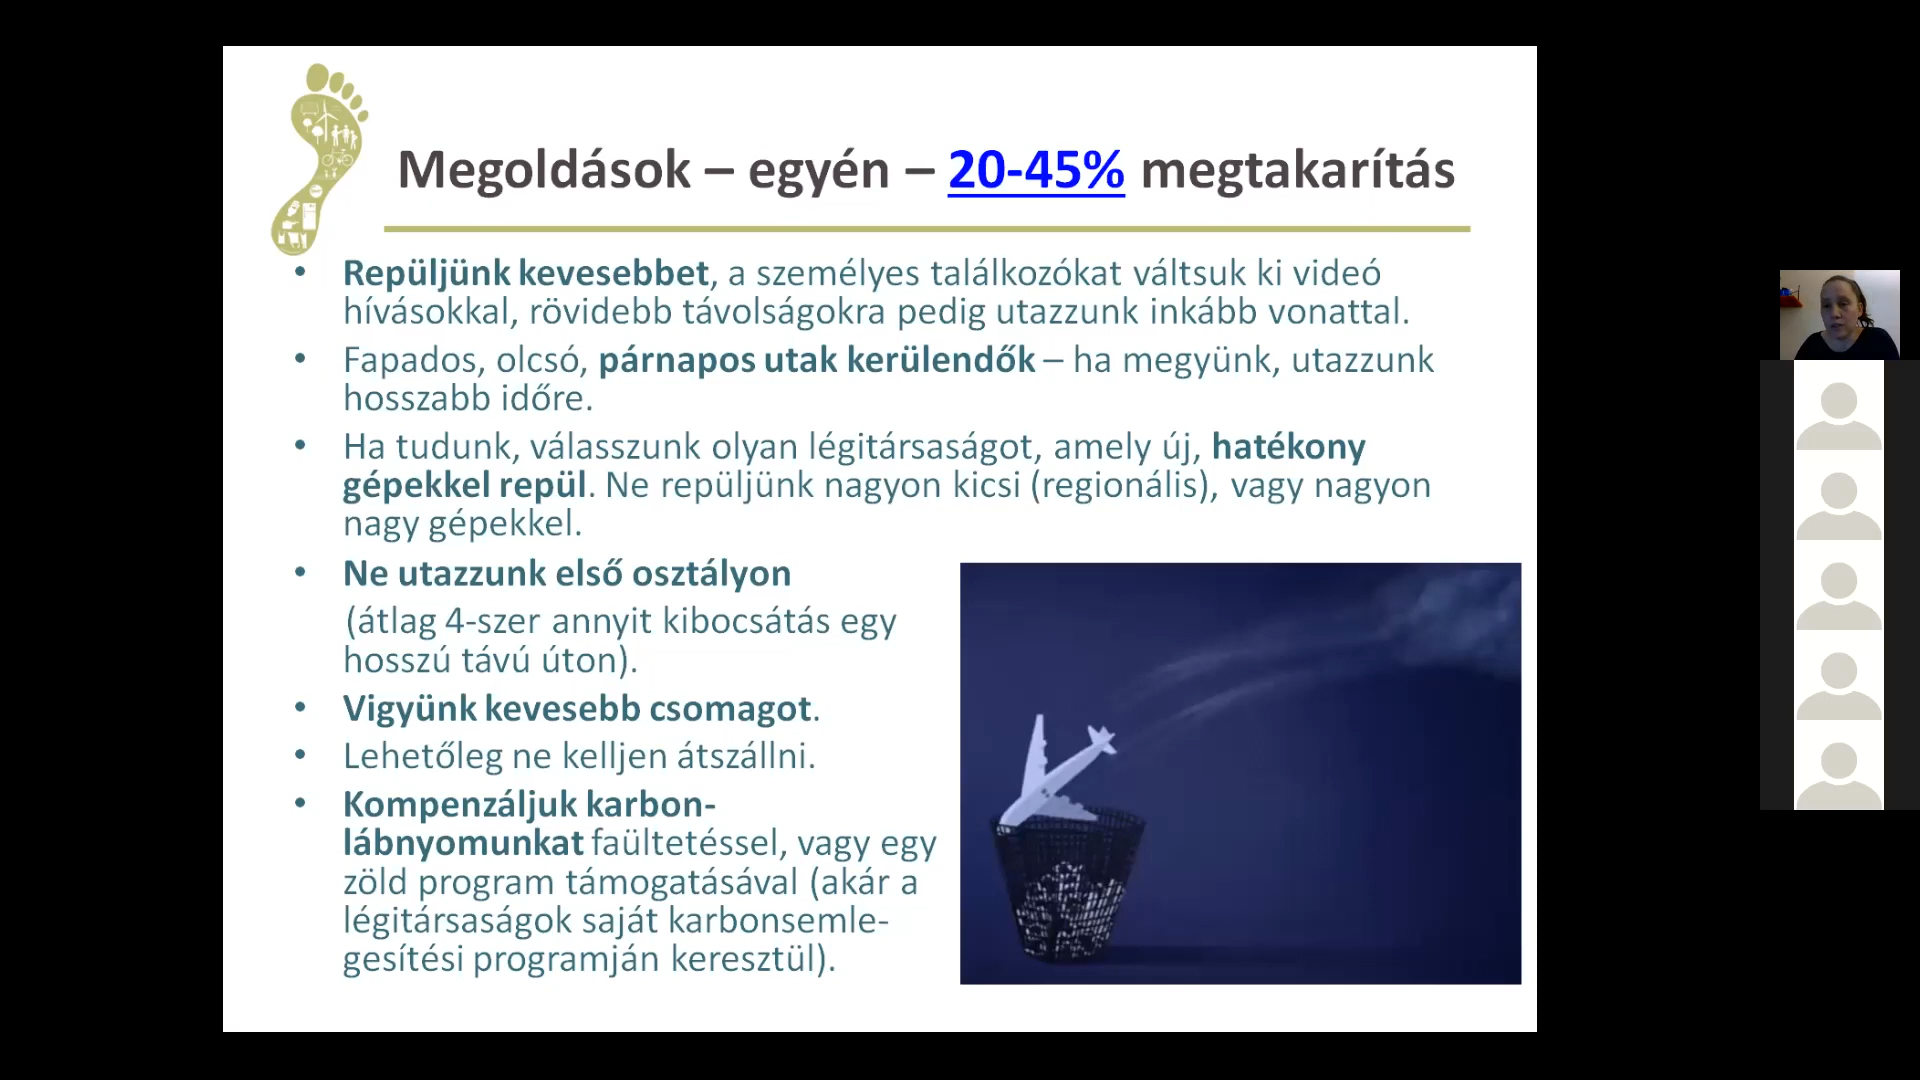 Megoldások – egyén – 20-45% megtakarítás
• Repüljünk kevesebbet, a személyes találkozókat váltsuk ki videó
hívásokkal, rövidebb távolságokra pedig utazzunk inkább vonattal.
• Fapados, olcsó, párnapos utak kerülendők – ha megyünk, utazzunk
hosszabb időre.
• Ha tudunk, válasszunk olyan légitársaságot, amely új, hatékony
gépekkel repül. Ne repüljünk nagyon kicsi (regionális), vagy nagyon
nagy gépekkel.
• Ne utazzunk első osztályon
(átlag 4-szer annyit kibocsátás egy
hosszú távú úton).
• Vigyünk kevesebb csomagot.
• Lehetőleg ne kelljen átszállni.
• Kompenzáljuk karbon-
lábnyomunkat faültetéssel, vagy egy
zöld program támogatásával (akár a
légitársaságok saját karbonsemle-
gesítési programján keresztül).